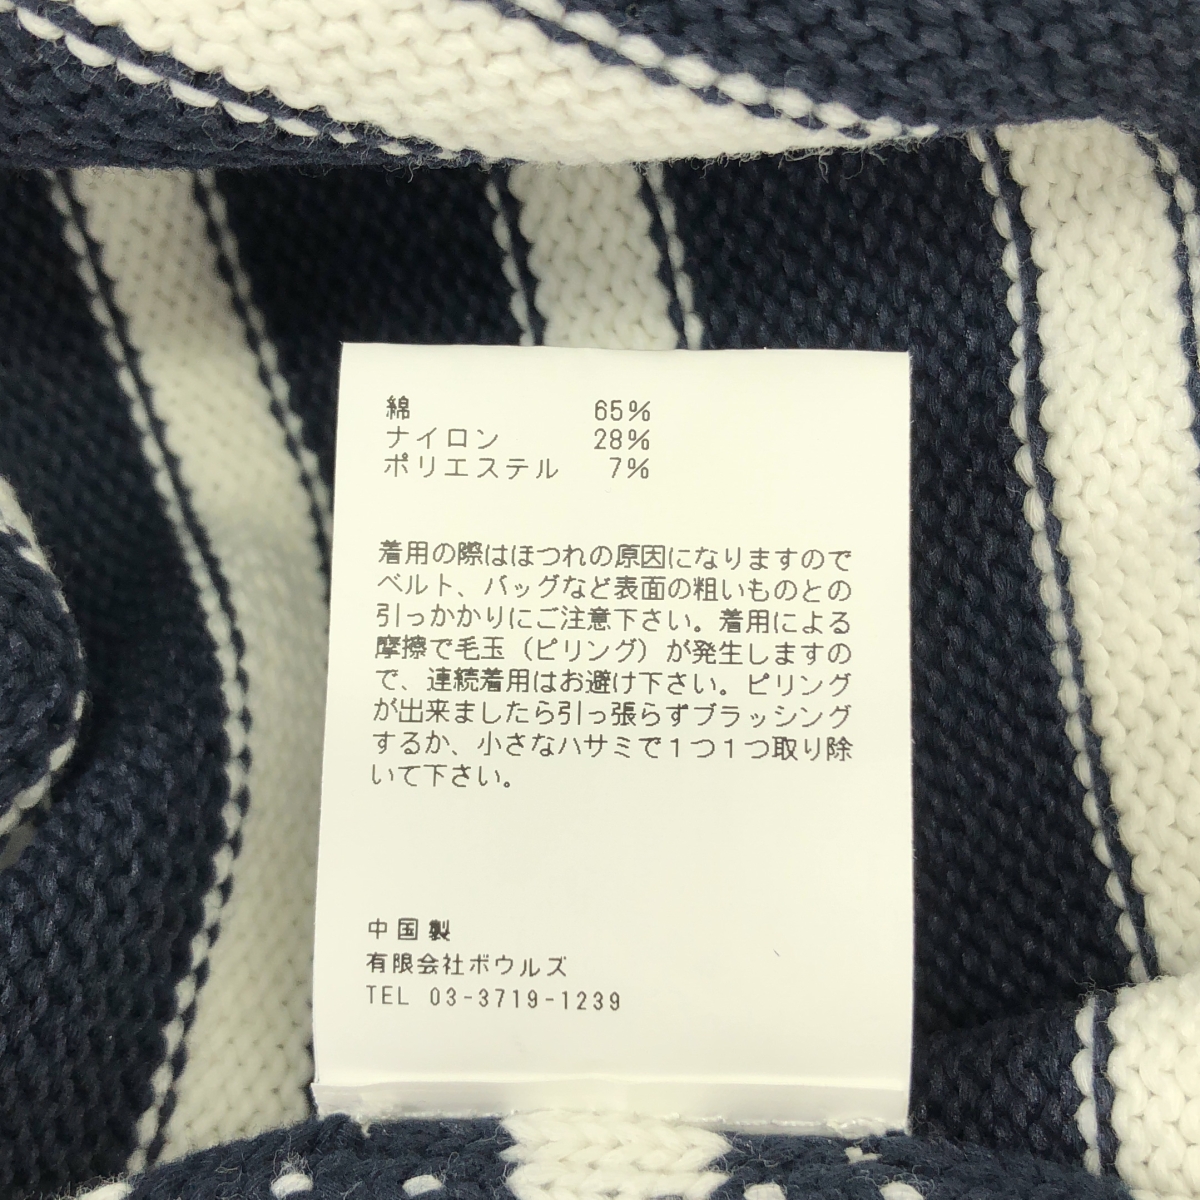 綿 65%
ナイロン 28%
ポリエステル 7%
着用の際はほつれの原因になりますので
ベルト、バッグなど表面の粗いものとの
引っかかりにご注意下さい。着用による
摩擦で毛玉（ピリング）が発生しますの
で、連続着用はお避け下さい。ピリング
が出来ましたら引っ張らずブラッシング
するか、小さなハサミで１つ１つ取り除
いて下さい。
中国製
有限会社ボウルズ
TEL 03-3719-1239